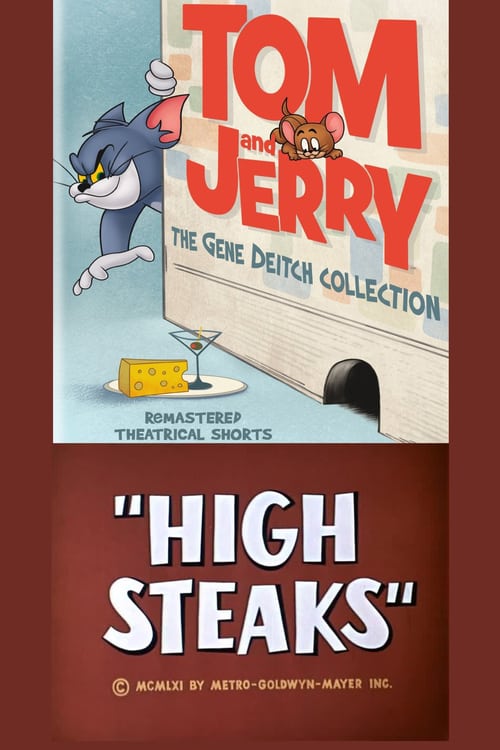 TOM
and
JERRY
THE GENE DEITCH COLLECTION
REMASTERED
THEATRICAL SHORTS
"HIGH
STEAKS"
© MCMLXI BY METRO-GOLDWYN-MAYER INC.